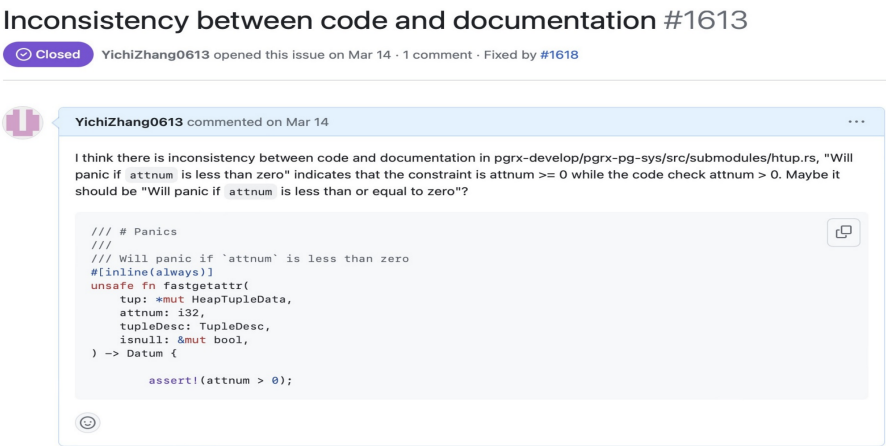 Inconsistency between code and documentation #1613
Closed YichiZhang0613 opened this issue on Mar 14 · 1 comment · Fixed by #1618
YichiZhang0613 commented on Mar 14
I think there is inconsistency between code and documentation in pgrx-develop/pgrx-pg-sys/src/submodules/htup.rs, "Will
panic if attnum is less than zero" indicates that the constraint is attnum >= 0 while the code check attnum > 0. Maybe it
should be "Will panic if attnum is less than or equal to zero"?
/// # Panics
///
/// Will panic if `attnum` is less than zero
#[inline(always)]
unsafe fn fastgetattr(
    tup: *mut HeapTupleData,
    attnum: i32,
    tupleDesc: TupleDesc,
    isnull: &mut bool,
) -> Datum {
        assert!(attnum > 0);